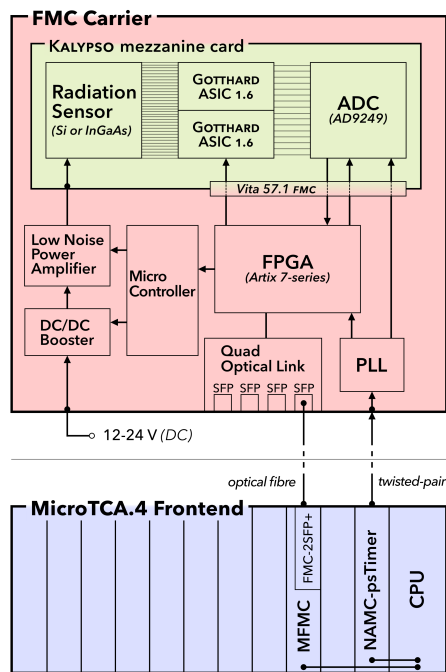 FMC Carrier
KALYPSO mezzanine card
Radiation
Sensor
(Si or InGaAs)
GOTTHARD
ASIC 1.6
GOTTHARD
ASIC 1.6
ADC
(AD9249)
Vita 57.1 FMC
Low Noise
Power
Amplifier
Micro
Controller
FPGA
(Artix 7-series)
DC/DC
Booster
Quad
Optical Link
SFP SFP SFP SFP
PLL
12-24 V (DC)
optical fibre
twisted-pair
MicroTCA.4 Frontend
FMC-2SFP+
MFMC
NAMC-psTimer
CPU